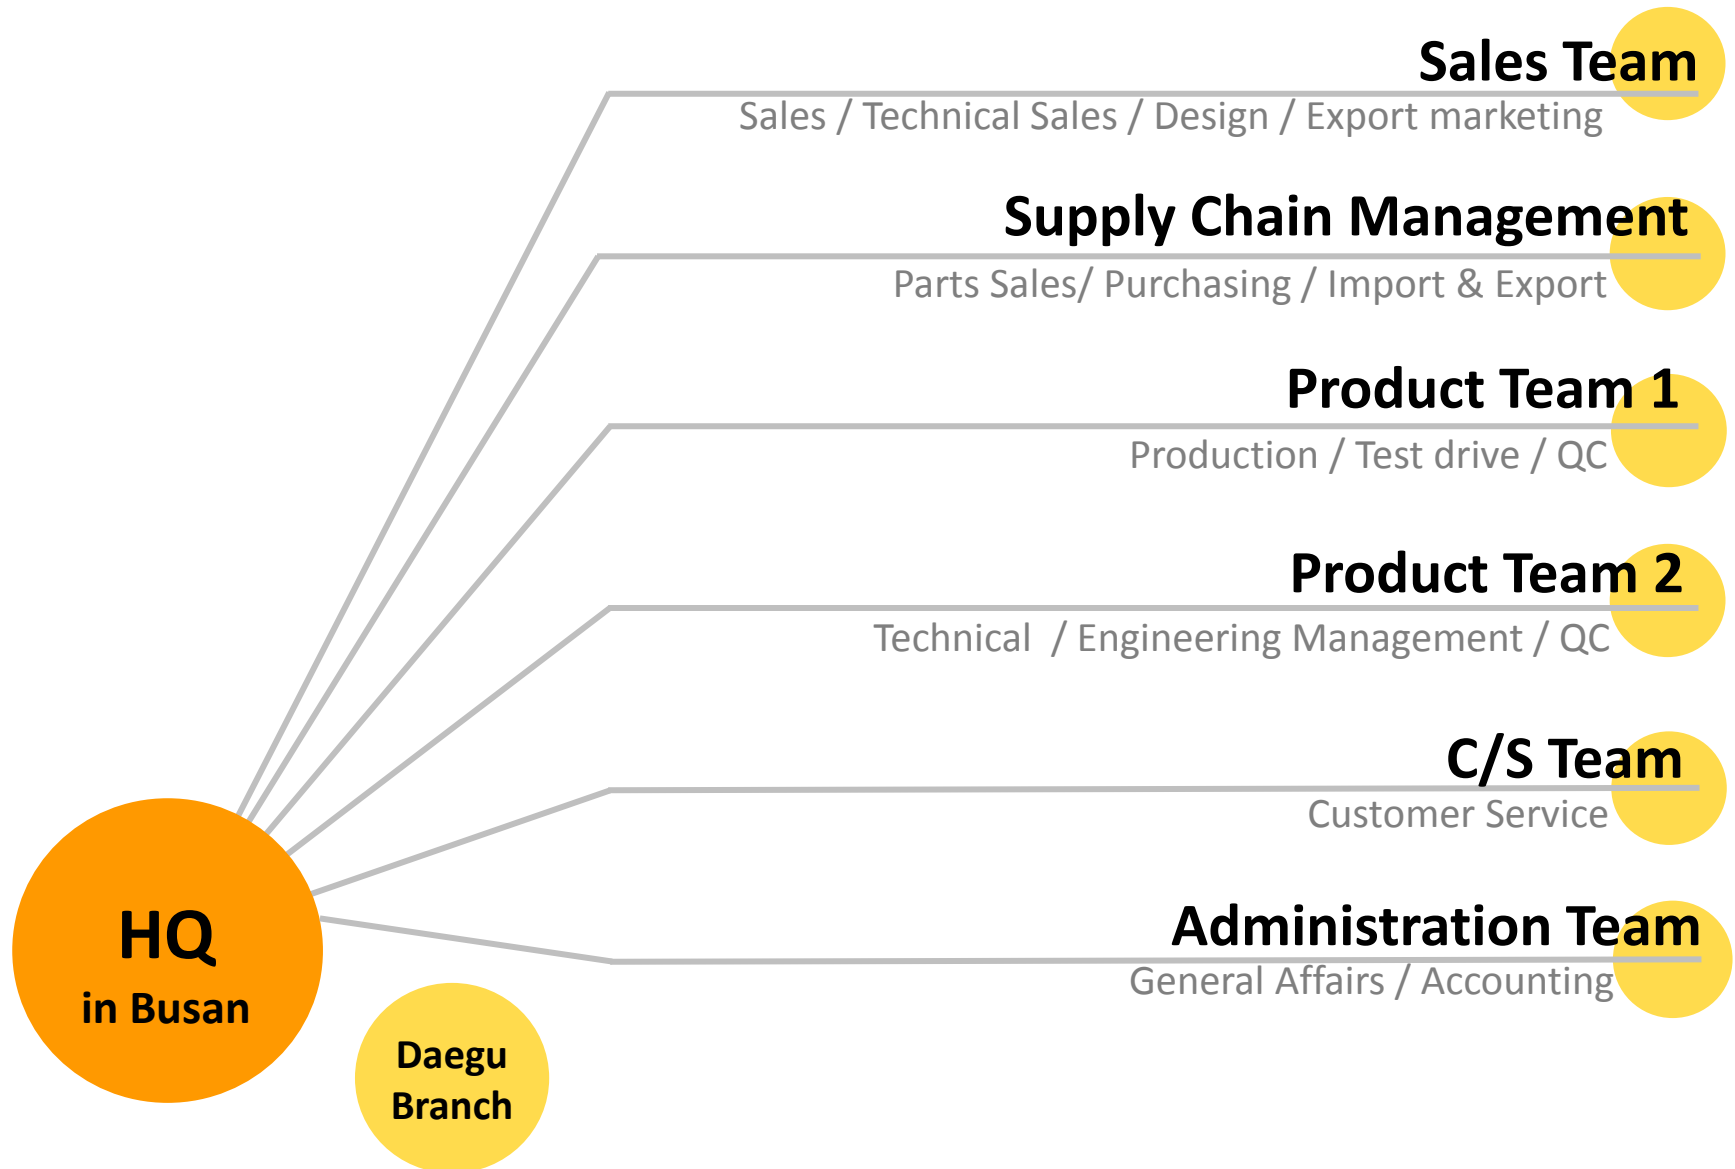 Sales Team
Sales / Technical Sales / Design / Export marketing
Supply Chain Management
Parts Sales/ Purchasing / Import & Export
Product Team 1
Production / Test drive / QC
Product Team 2
Technical  / Engineering Management / QC
C/S Team
Customer Service
Administration Team
General Affairs / Accounting
HQ
in Busan
Daegu
Branch